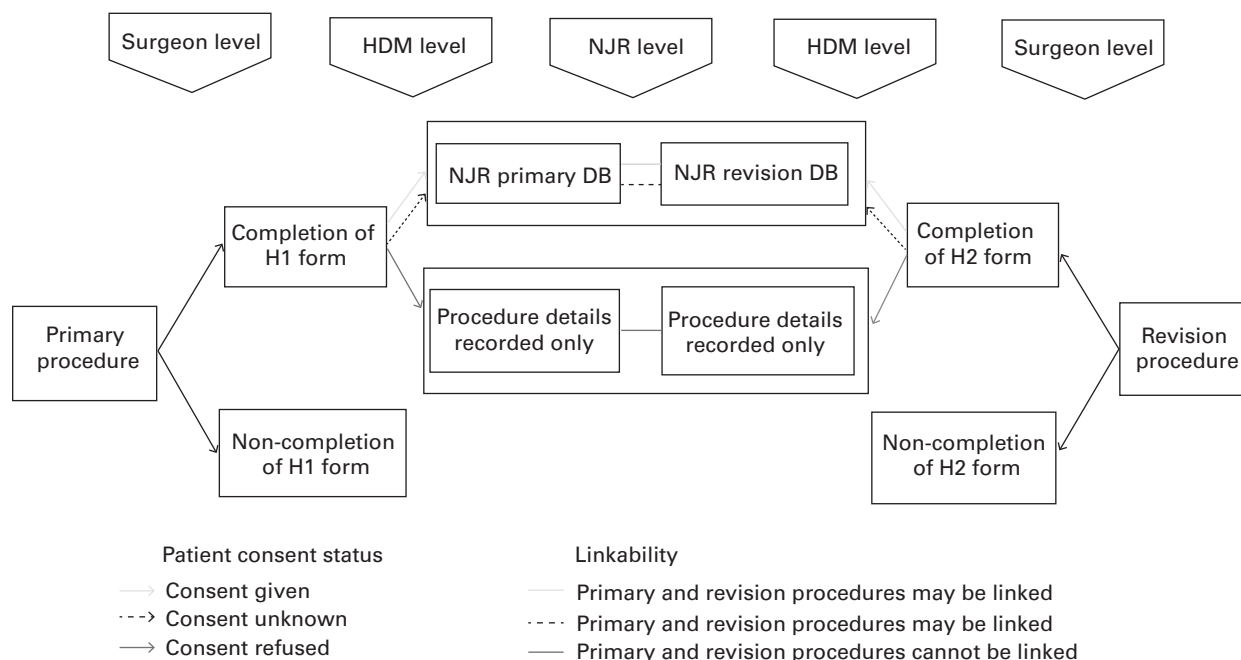 Surgeon level
HDM level
NJR level
HDM level
Surgeon level
NJR primary DB
NJR revision DB
Completion of
H1 form
Completion
of H2 form
Primary
procedure
Procedure details
recorded only
Procedure details
recorded only
Revision
procedure
Non-completion
of H1 form
Non-completion
of H2 form
Patient consent status
Consent given
Consent unknown
Consent refused
Linkability
Primary and revision procedures may be linked
Primary and revision procedures may be linked
Primary and revision procedures cannot be linked